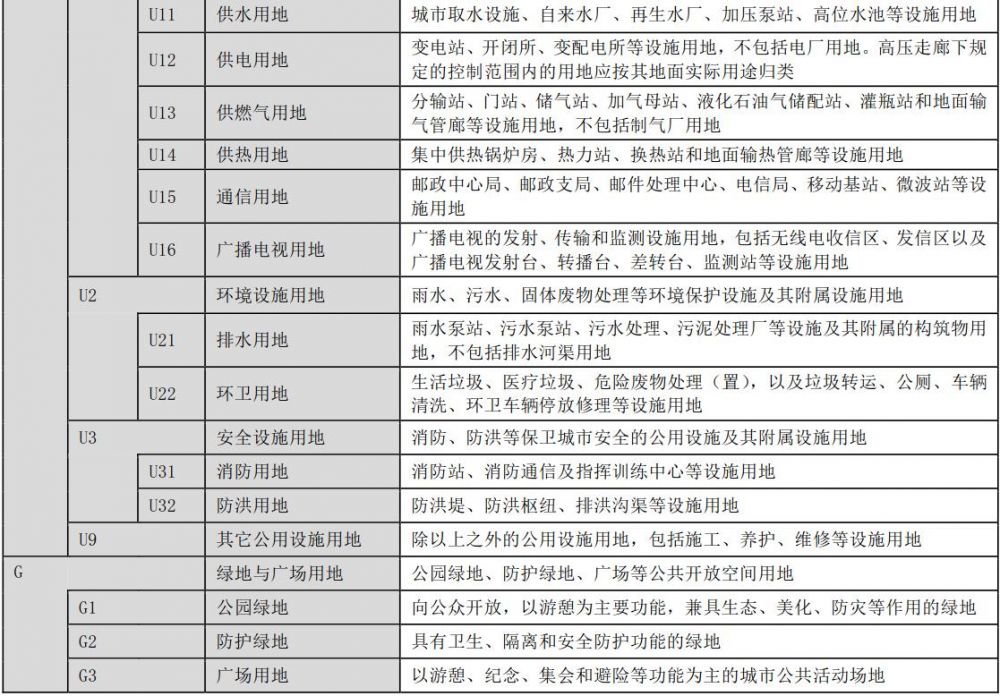 U11 供水用地 城市取水设施、自来水厂、再生水厂、加压泵站、高位水池等设施用地
U12 供电用地 变电站、开闭所、变配电所等设施用地，不包括电厂用地。高压走廊下规
定的控制范围内的用地应按其地面实际用途归类
U13 供燃气用地 分输站、门站、储气站、加气母站、液化石油气储配站、灌瓶站和地面输
气管廊等设施用地，不包括制气厂用地
U14 供热用地 集中供热锅炉房、热力站、换热站和地面输热管廊等设施用地
U15 通信用地 邮政中心局、邮政支局、邮件处理中心、电信局、移动基站、微波站等设
施用地
U16 广播电视用地 广播电视的发射、传输和监测设施用地，包括无线电收信区、发信区以及
广播电视发射台、转播台、差转台、监测站等设施用地
U2 环境设施用地 雨水、污水、固体废物处理等环境保护设施及其附属设施用地
U21 排水用地 雨水泵站、污水泵站、污水处理、污泥处理厂等设施及其附属的构筑物用
地，不包括排水河渠用地
U22 环卫用地 生活垃圾、医疗垃圾、危险废物处理（置），以及垃圾转运、公厕、车辆
清洗、环卫车辆停放修理等设施用地
U3 安全设施用地 消防、防洪等保卫城市安全的公用设施及其附属设施用地
U31 消防用地 消防站、消防通信及指挥训练中心等设施用地
U32 防洪用地 防洪堤、防洪枢纽、排洪沟渠等设施用地
U9 其它公用设施用地 除以上之外的公用设施用地，包括施工、养护、维修等设施用地
G 绿地与广场用地 公园绿地、防护绿地、广场等公共开放空间用地
G1 公园绿地 向公众开放，以游憩为主要功能，兼具生态、美化、防灾等作用的绿地
G2 防护绿地 具有卫生、隔离和安全防护功能的绿地
G3 广场用地 以游憩、纪念、集会和避险等功能为主的城市公共活动场地